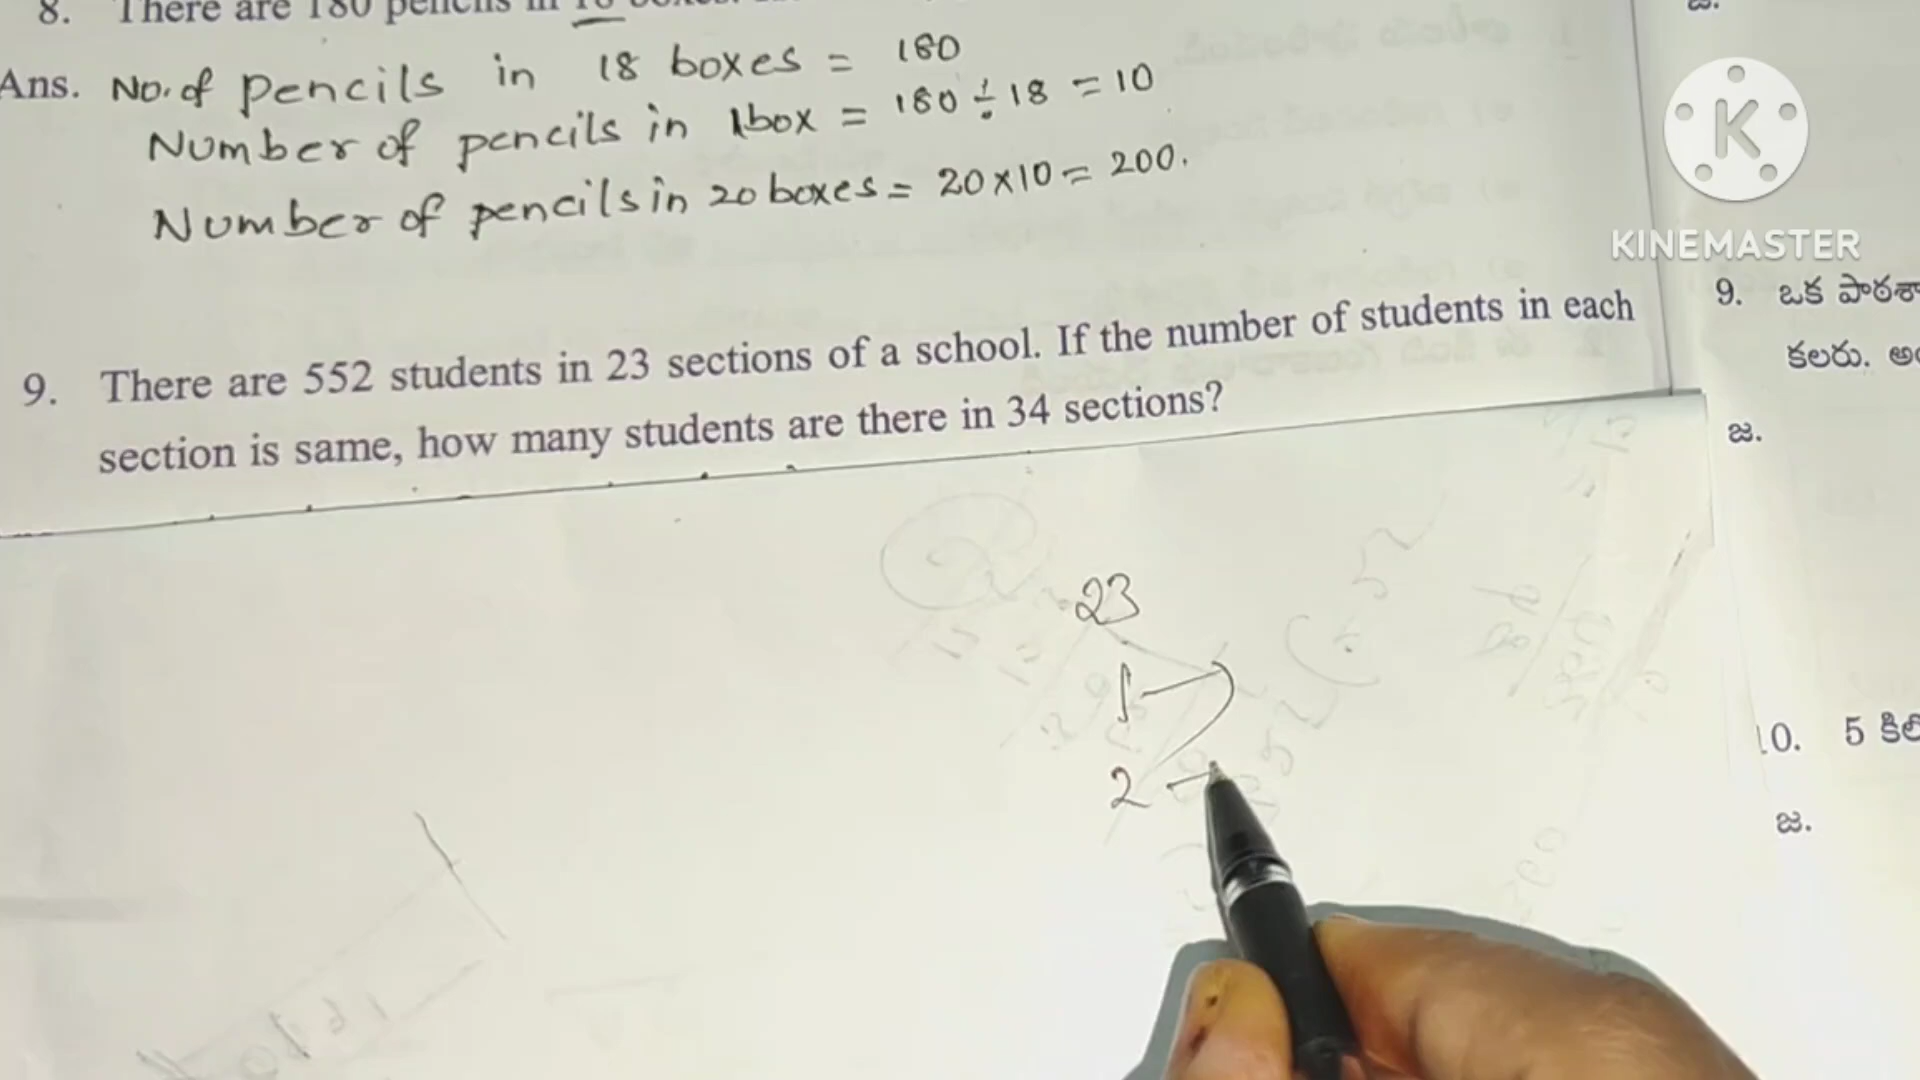 8. There are 180 pencils in 18 boxes.
Ans. No. of pencils in 18 boxes = 180
Number of pencils in 1box = 180 ÷ 18 = 10
Number of pencils in 20 boxes = 20 x 10 = 200.
K
KINEMASTER
9. There are 552 students in 23 sections of a school. If the number of students in each
section is same, how many students are there in 34 sections?
23
1
2
9. ఒక పాఠశా
కలరు. అం
జ.
10. 5 కిలో
జ.